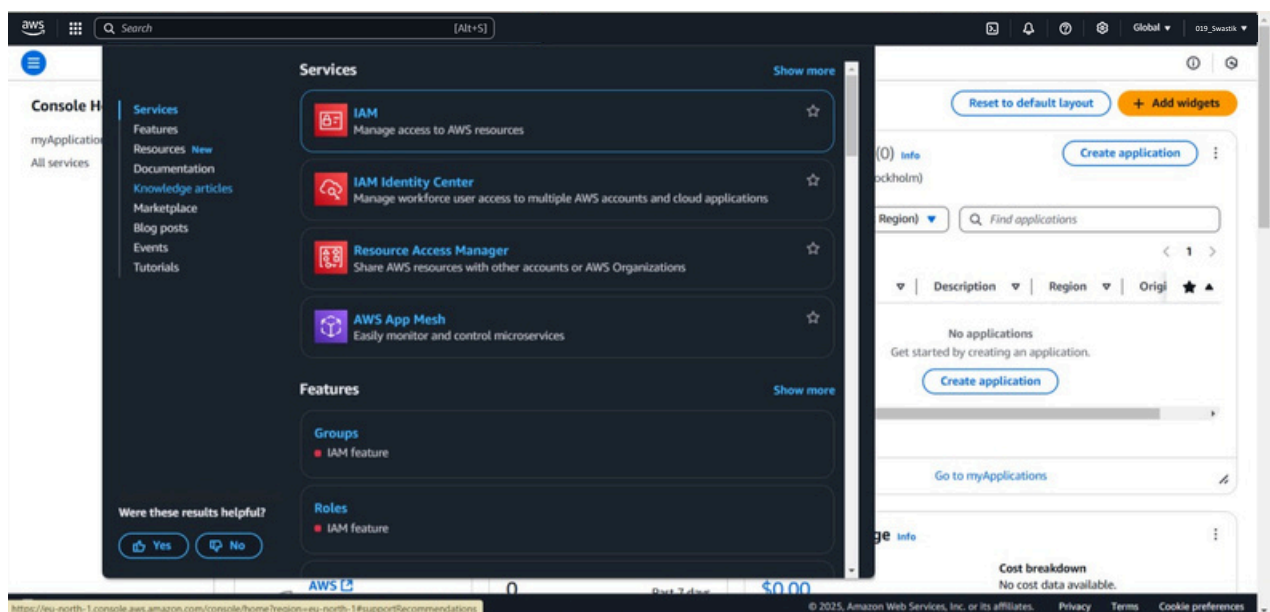 aws
Search [Alt+S] Global 019_Swastik
Console H
myApplication
All services
Services
Features
Resources New
Documentation
Knowledge articles
Marketplace
Blog posts
Events
Tutorials
Were these results helpful?
Yes No
Services Show more
IAM
Manage access to AWS resources
IAM Identity Center
Manage workforce user access to multiple AWS accounts and cloud applications
Resource Access Manager
Share AWS resources with other accounts or AWS Organizations
AWS App Mesh
Easily monitor and control microservices
Features Show more
Groups
IAM feature
Roles
IAM feature
Reset to default layout + Add widgets
(0) Info Create application
ockholm)
Region) Find applications
1
Description Region Origi
No applications
Get started by creating an application.
Create application
Go to myApplications
ge Info
Cost breakdown
No cost data available.
AWS 0 Past 7 days $0.00
https://eu-north-1.console.aws.amazon.com/console/home?region=eu-north-1#supportRecommendations
© 2025, Amazon Web Services, Inc. or its affiliates. Privacy Terms Cookie preferences